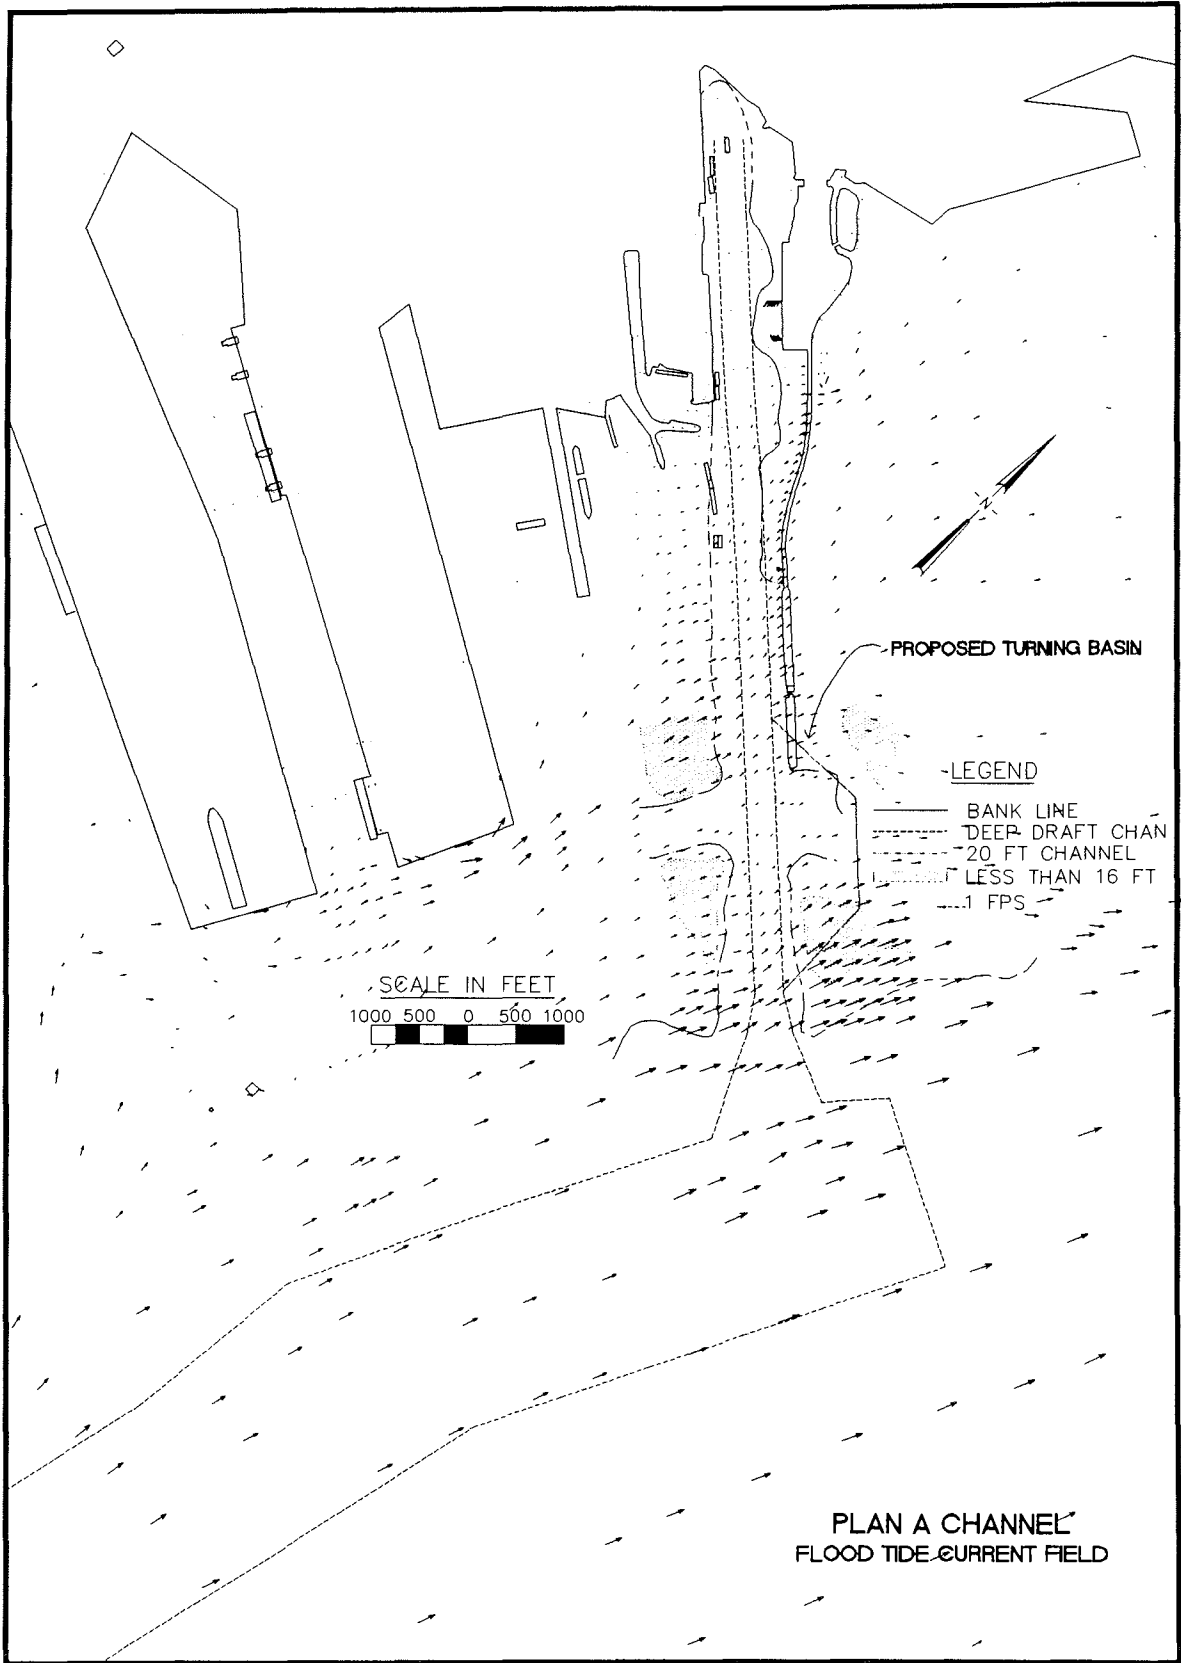 N
PROPOSED TURNING BASIN
LEGEND
BANK LINE
DEEP DRAFT CHAN
20 FT CHANNEL
LESS THAN 16 FT
1 FPS
SCALE IN FEET
1000 500 0 500 1000
PLAN A CHANNEL
FLOOD TIDE CURRENT FIELD